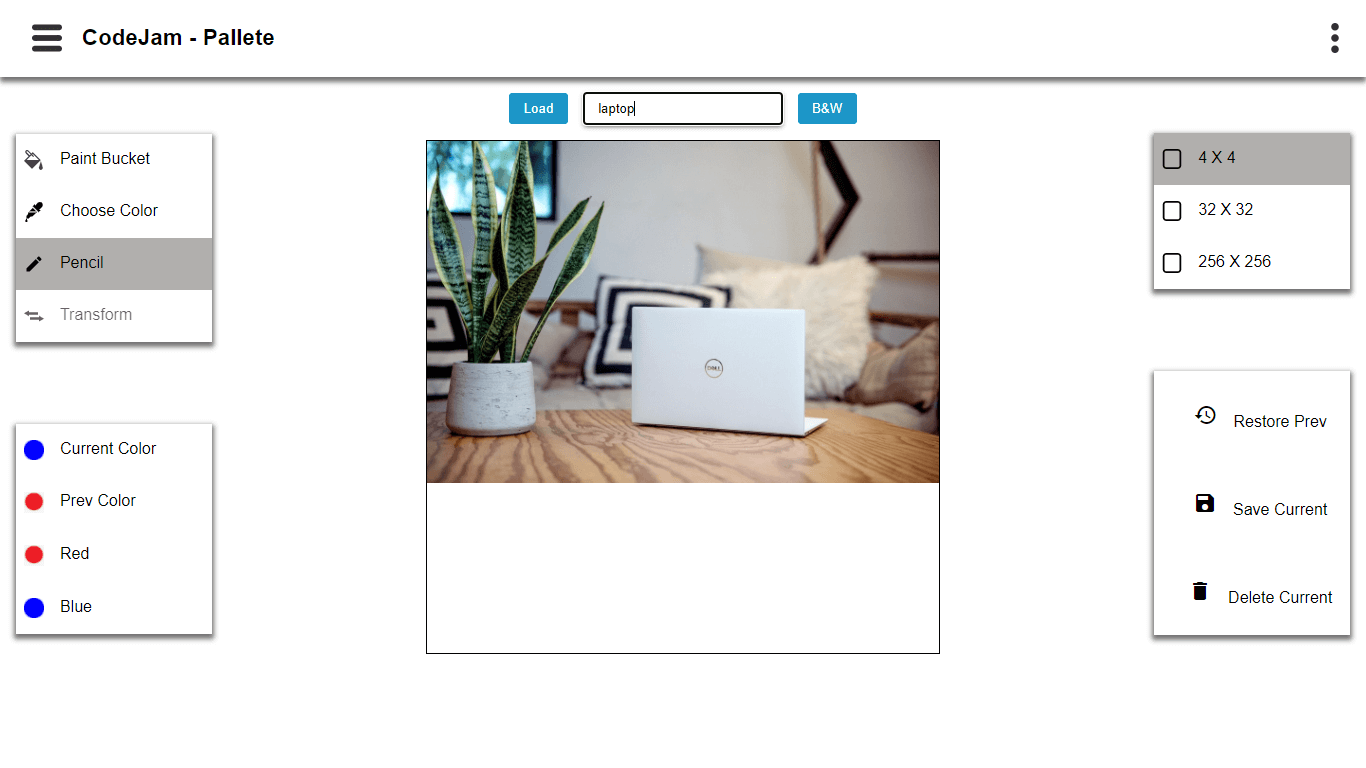 CodeJam - Pallete
Load
laptop
B&W
Paint Bucket
Choose Color
Pencil
Transform
4 X 4
32 X 32
256 X 256
DELL
Current Color
Prev Color
Red
Blue
Restore Prev
Save Current
Delete Current